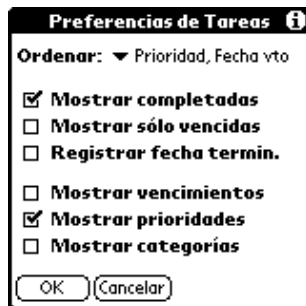 Preferencias de Tareas i
Ordenar: Prioridad, Fecha vto
Mostrar completadas
Mostrar sólo vencidas
Registrar fecha termin.
Mostrar vencimientos
Mostrar prioridades
Mostrar categorías
OK Cancelar